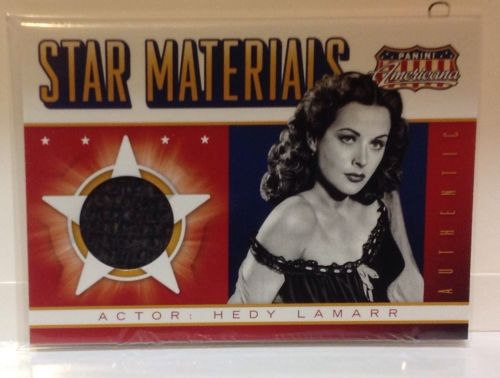 STAR MATERIALS
PANINI
Americana
AUTHENTIC
ACTOR: HEDY LAMARR